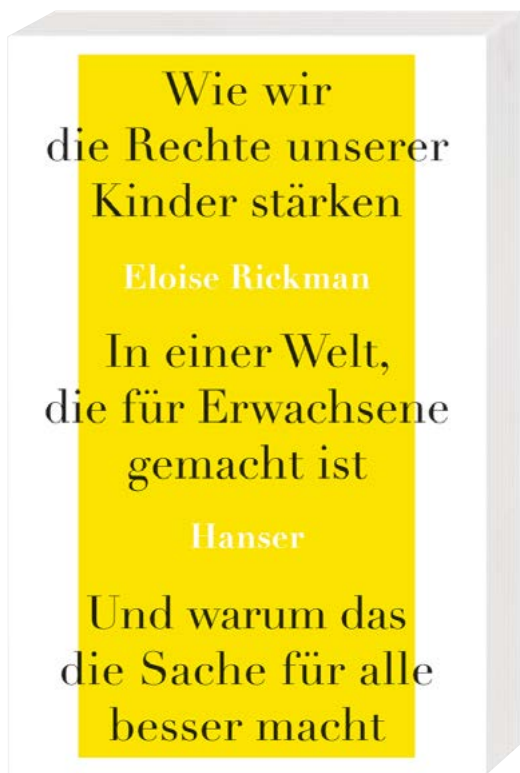 Wie wir
die Rechte unserer
Kinder stärken
Eloise Rickman
In einer Welt,
die für Erwachsene
gemacht ist
Hanser
Und warum das
die Sache für alle
besser macht